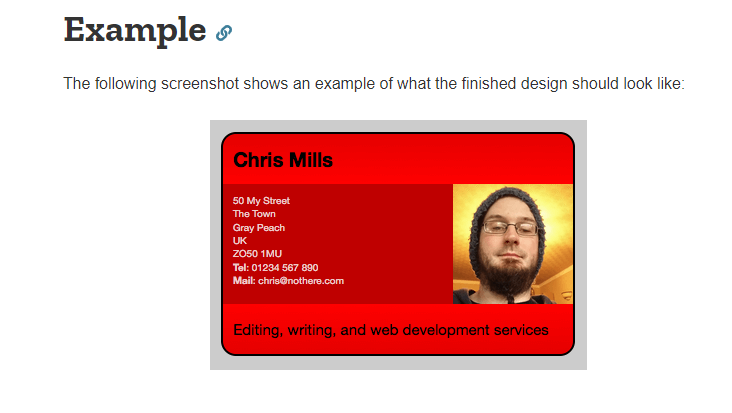 Example
The following screenshot shows an example of what the finished design should look like:
Chris Mills
50 My Street
The Town
Gray Peach
UK
ZO50 1MU
Tel: 01234 567 890
Mail: chris@nothere.com
Editing, writing, and web development services